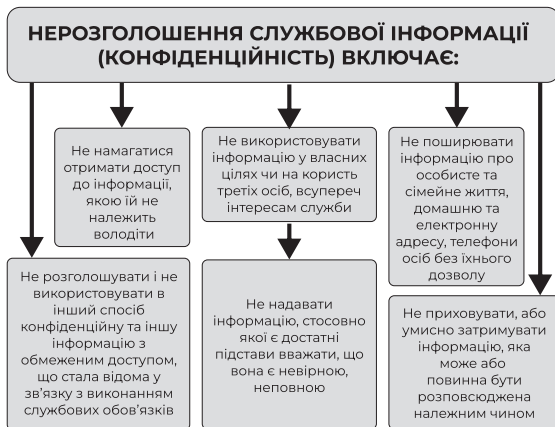 НЕРОЗГОЛОШЕННЯ СЛУЖБОВОЇ ІНФОРМАЦІЇ
(КОНФІДЕНЦІЙНІСТЬ) ВКЛЮЧАЄ:
Не намагатися
отримати доступ
до інформації,
якою їй не
належить
володіти
Не використовувати
інформацію у власних
цілях чи на користь
третіх осіб, всупереч
інтересам служби
Не поширювати
інформацію про
особисте та
сімейне життя,
домашню та
електронну
адресу, телефони
осіб без їхнього
дозволу
Не розголошувати і не
використовувати в
інший спосіб
конфіденційну та іншу
інформацію з
обмеженим доступом,
що стала відома у
зв’язку з виконанням
службових обов’язків
Не надавати
інформацію, стосовно
якої є достатні
підстави вважати, що
вона є невірною,
неповною
Не приховувати, або
умисно затримувати
інформацію, яка
може або
повинна бути
розповсюджена
належним чином